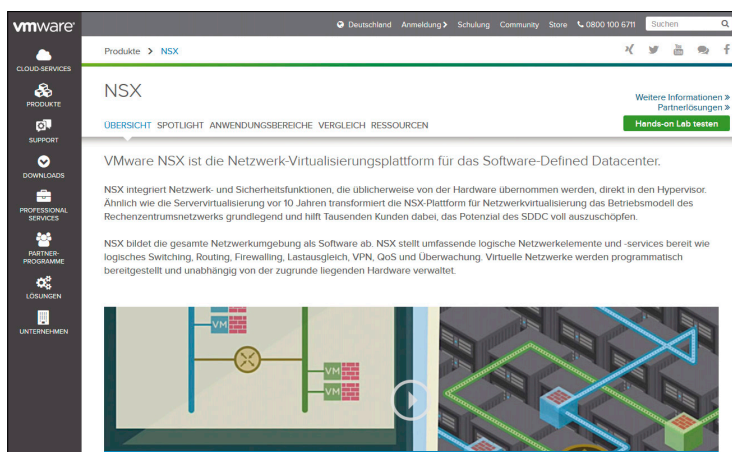 vmware
Deutschland Anmeldung Schulung Community Store 0800 100 6711 Suchen
CLOUD-SERVICES
PRODUKTE
SUPPORT
DOWNLOADS
PROFESSIONAL
SERVICES
PARTNER-
PROGRAMME
LÖSUNGEN
UNTERNEHMEN
Produkte > NSX
NSX
Weitere Informationen »
Partnerlösungen »
Hands-on Lab testen
ÜBERSICHT SPOTLIGHT ANWENDUNGSBEREICHE VERGLEICH RESSOURCEN
VMware NSX ist die Netzwerk-Virtualisierungsplattform für das Software-Defined Datacenter.
NSX integriert Netzwerk- und Sicherheitsfunktionen, die üblicherweise von der Hardware übernommen werden, direkt in den Hypervisor.
Ähnlich wie die Servervirtualisierung vor 10 Jahren transformiert die NSX-Plattform für Netzwerkvirtualisierung das Betriebsmodell des
Rechenzentrumsnetzwerks grundlegend und hilft Tausenden Kunden dabei, das Potenzial des SDDC voll auszuschöpfen.
NSX bildet die gesamte Netzwerkumgebung als Software ab. NSX stellt umfassende logische Netzwerkelemente und -services bereit wie
logisches Switching, Routing, Firewalling, Lastausgleich, VPN, QoS und Überwachung. Virtuelle Netzwerke werden programmatisch
bereitgestellt und unabhängig von der zugrunde liegenden Hardware verwaltet.
VM
VM
VM